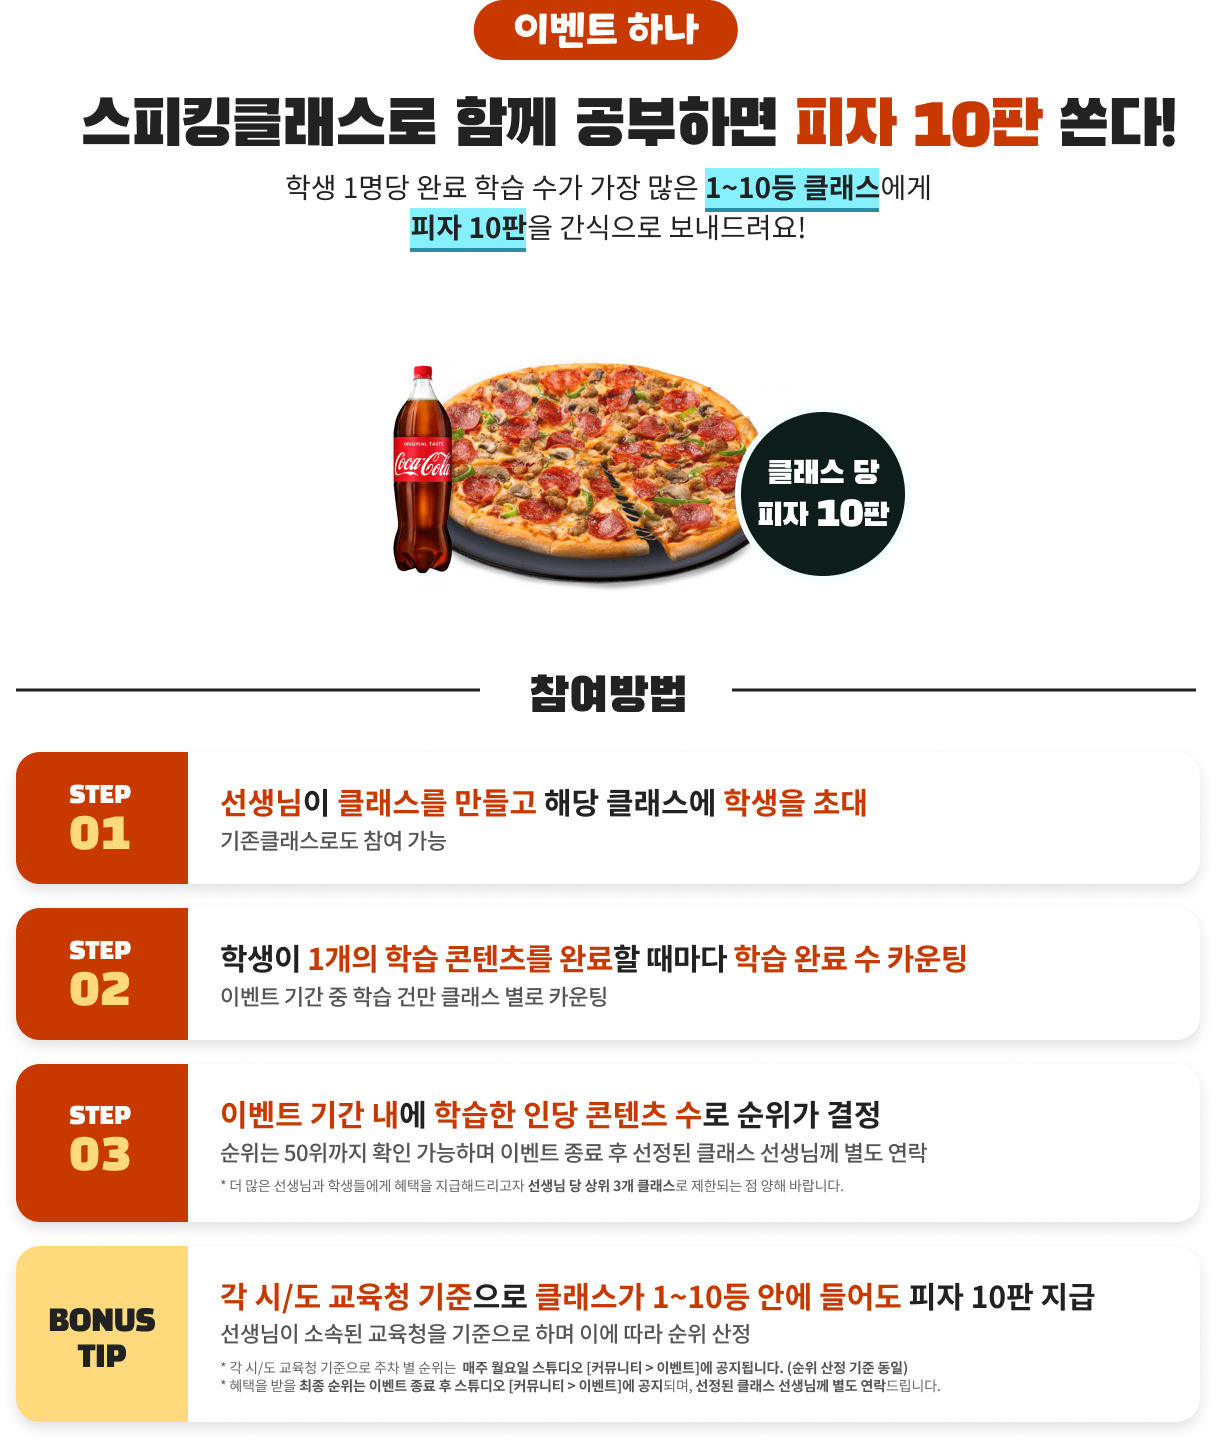 이벤트 하나
스피킹클래스로 함께 공부하면 피자 10판 쏜다!
학생 1명당 완료 학습 수가 가장 많은 1~10등 클래스에게
피자 10판을 간식으로 보내드려요!
ORIGINAL TASTE
Coca-Cola
클래스 당
피자 10판
참여방법
STEP
01
선생님이 클래스를 만들고 해당 클래스에 학생을 초대
기존클래스로도 참여 가능
STEP
02
학생이 1개의 학습 콘텐츠를 완료할 때마다 학습 완료 수 카운팅
이벤트 기간 중 학습 건만 클래스 별로 카운팅
STEP
03
이벤트 기간 내에 학습한 인당 콘텐츠 수로 순위가 결정
순위는 50위까지 확인 가능하며 이벤트 종료 후 선정된 클래스 선생님께 별도 연락
* 더 많은 선생님과 학생들에게 혜택을 지급해드리고자 선생님 당 상위 3개 클래스로 제한되는 점 양해 바랍니다.
BONUS
TIP
각 시/도 교육청 기준으로 클래스가 1~10등 안에 들어도 피자 10판 지급
선생님이 소속된 교육청을 기준으로 하며 이에 따라 순위 산정
* 각 시/도 교육청 기준으로 주차 별 순위는 매주 월요일 스튜디오 [커뮤니티 > 이벤트]에 공지됩니다. (순위 산정 기준 동일)
* 혜택을 받을 최종 순위는 이벤트 종료 후 스튜디오 [커뮤니티 > 이벤트]에 공지되며, 선정된 클래스 선생님께 별도 연락드립니다.